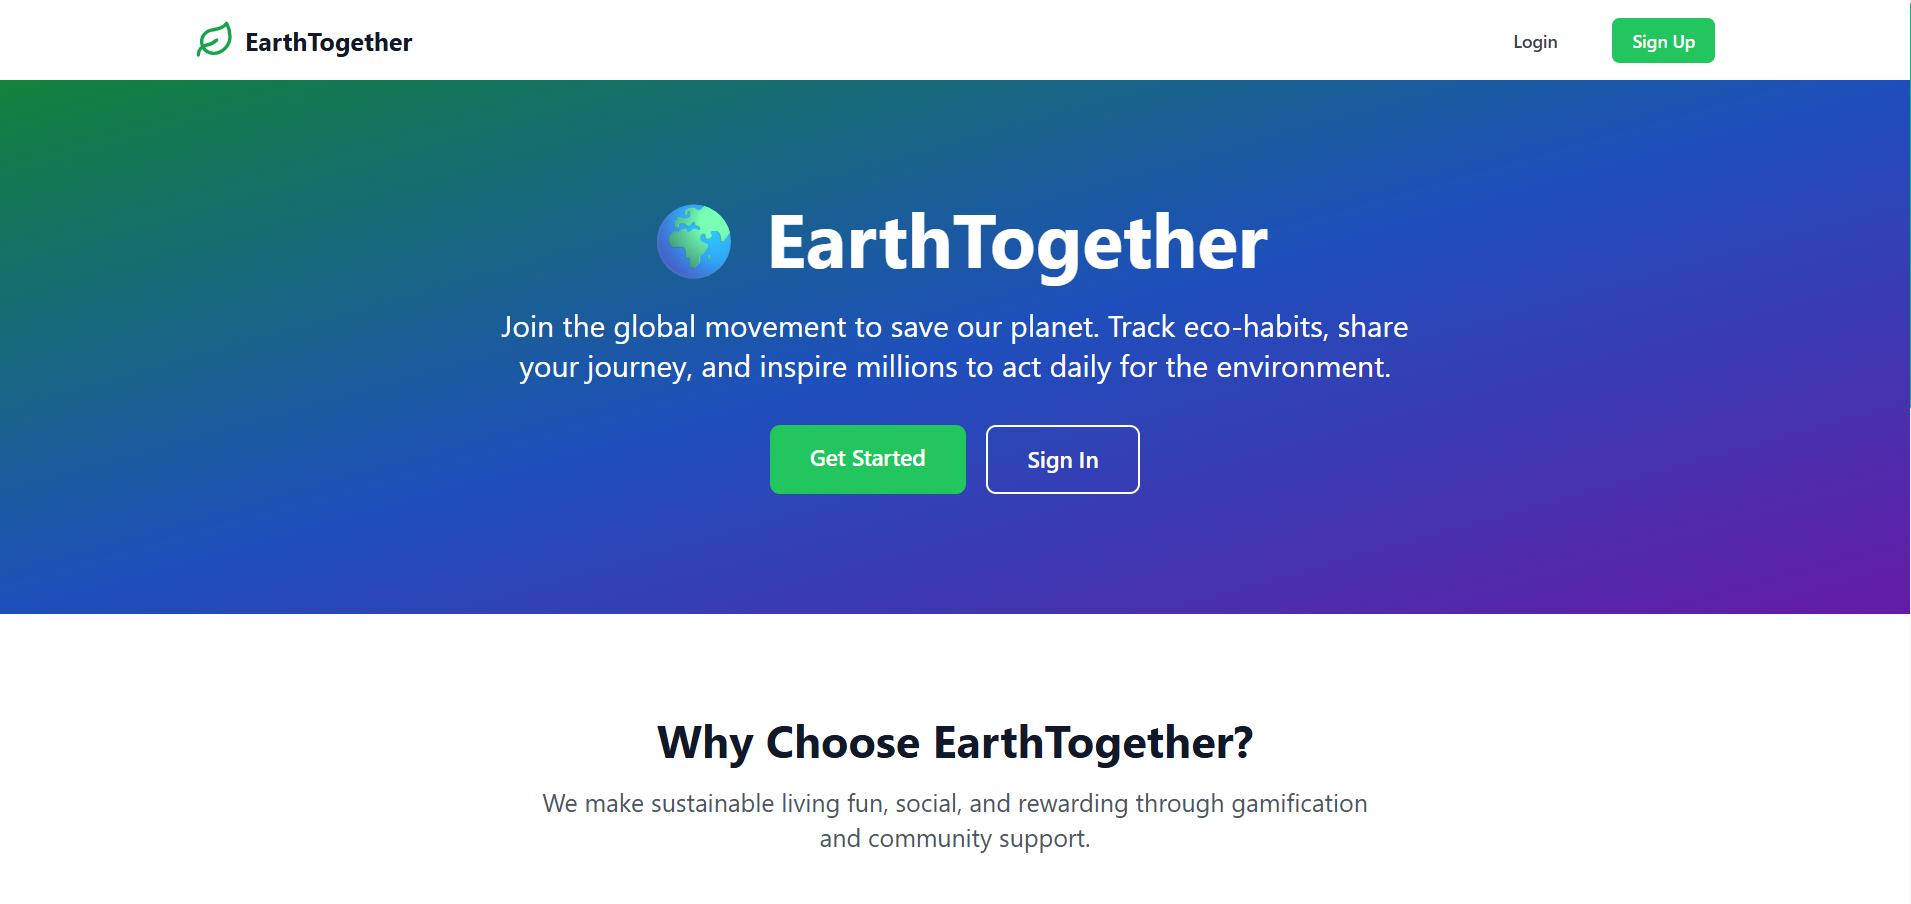 EarthTogether
Login
Sign Up
EarthTogether
Join the global movement to save our planet. Track eco-habits, share
your journey, and inspire millions to act daily for the environment.
Get Started
Sign In
Why Choose EarthTogether?
We make sustainable living fun, social, and rewarding through gamification
and community support.